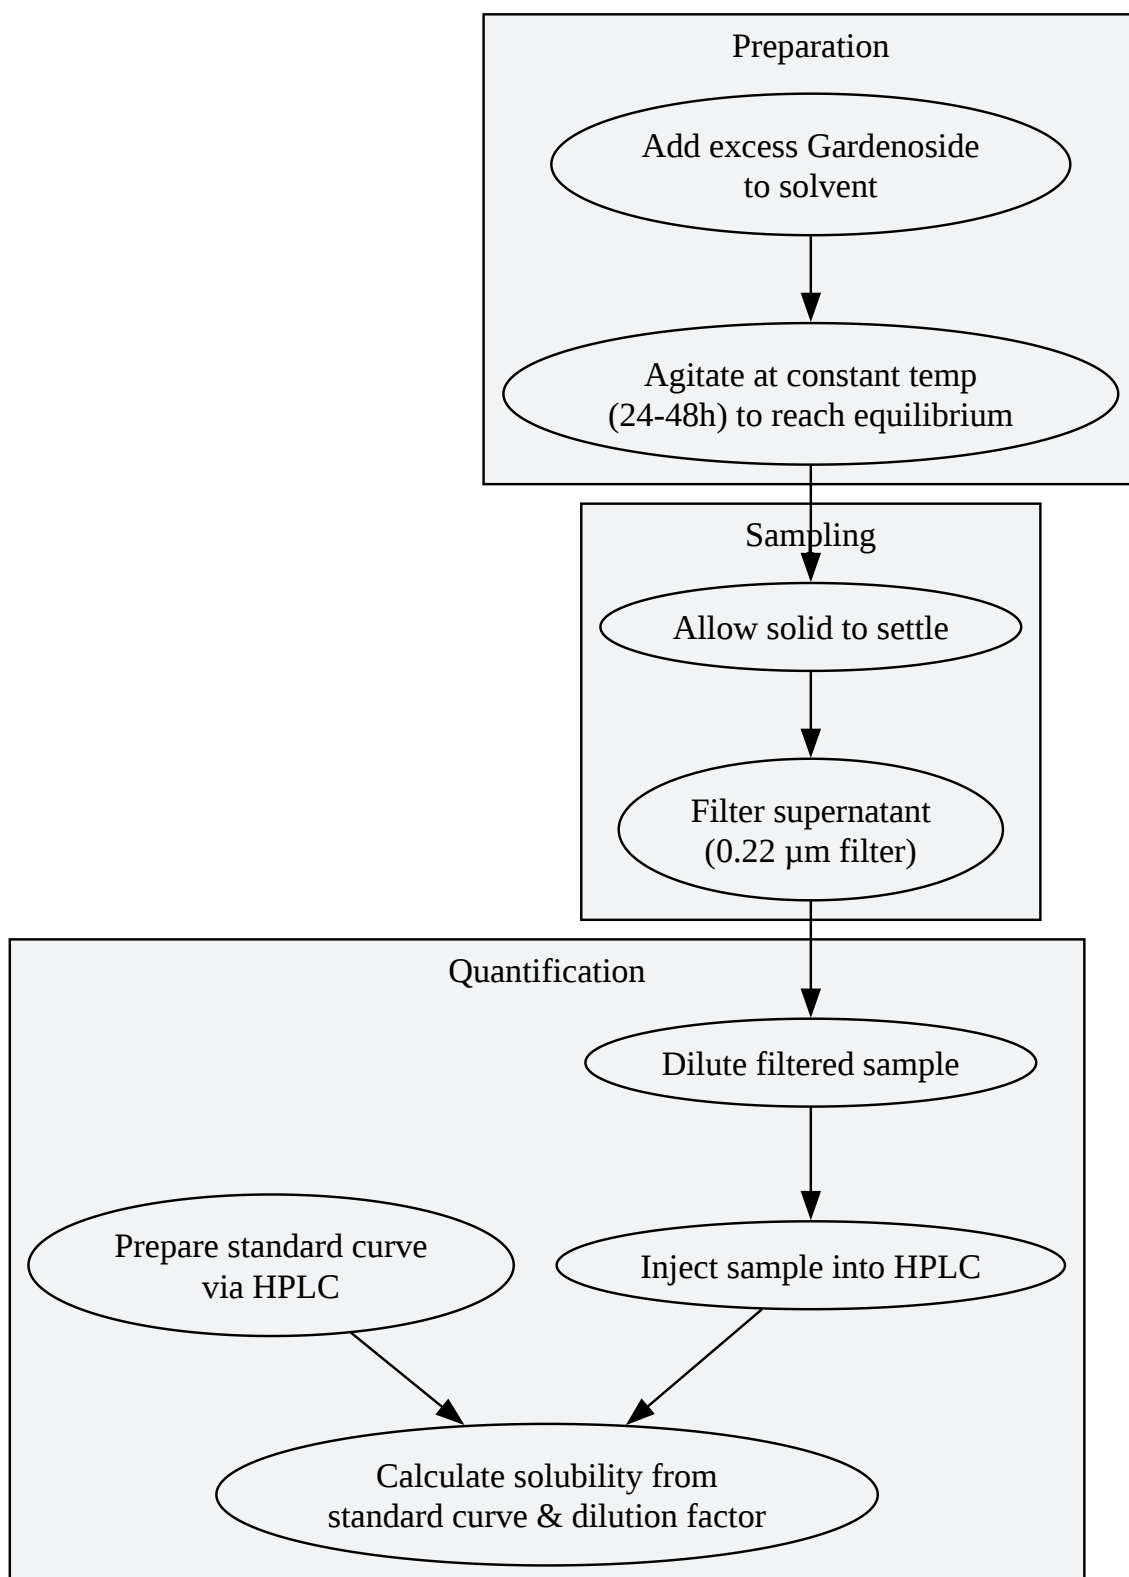 Preparation
Add excess Gardenoside
to solvent
Agitate at constant temp
(24-48h) to reach equilibrium
Sampling
Allow solid to settle
Filter supernatant
(0.22 µm filter)
Quantification
Dilute filtered sample
Prepare standard curve
via HPLC
Inject sample into HPLC
Calculate solubility from
standard curve & dilution factor